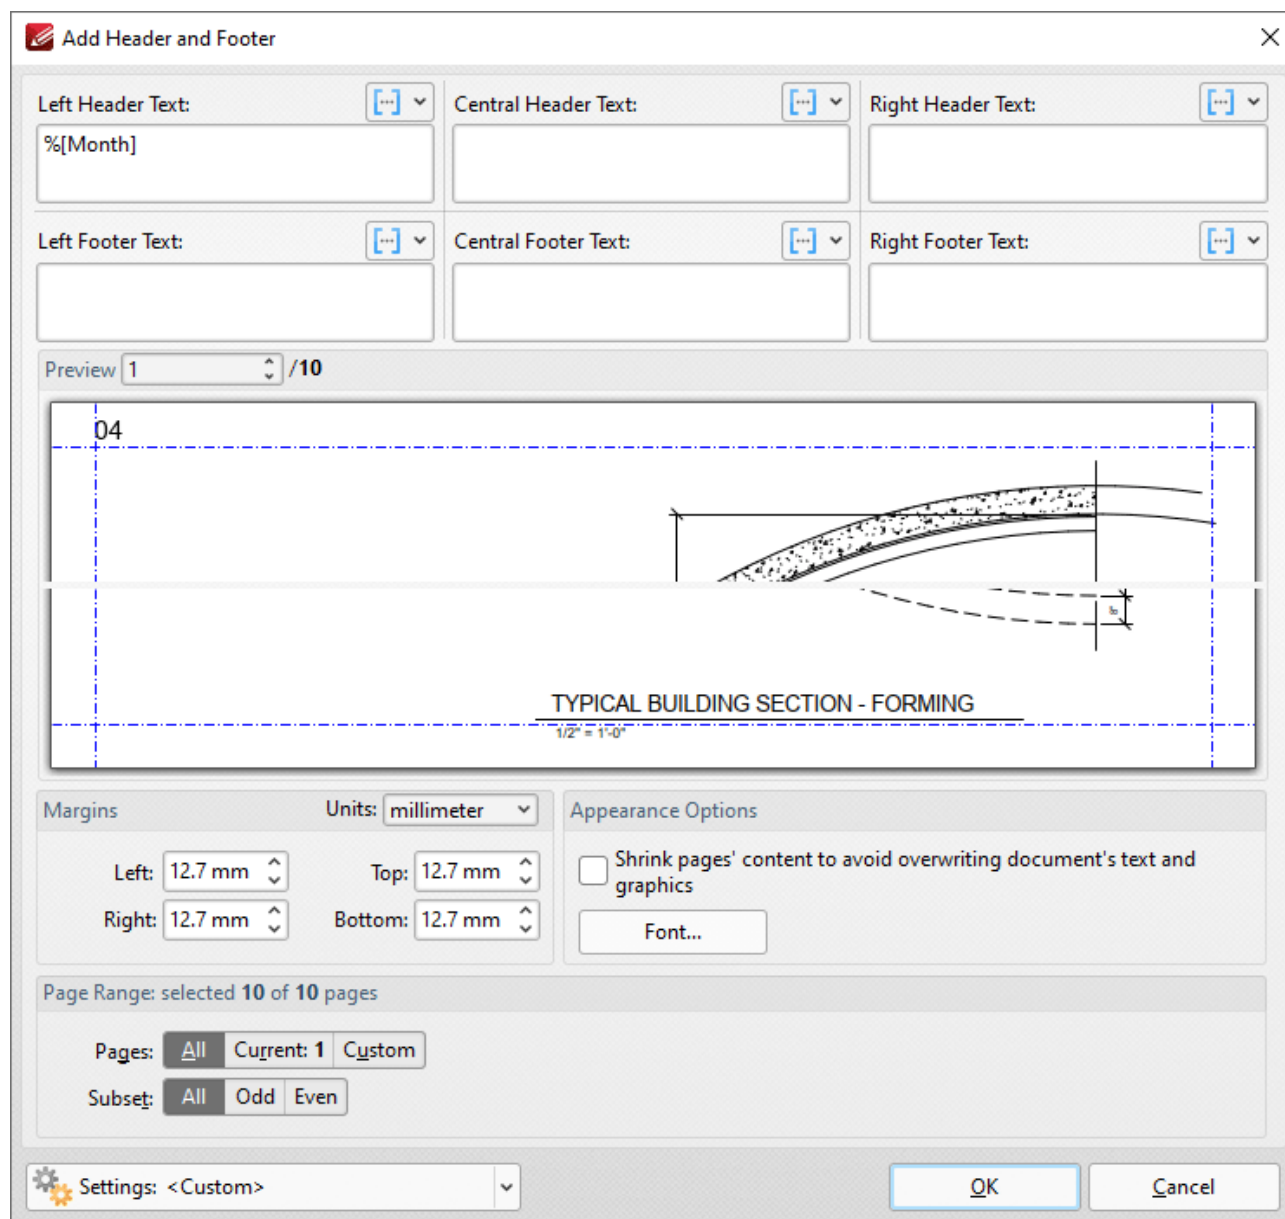 Add Header and Footer
Left Header Text:
Central Header Text:
Right Header Text:
%[Month]
Left Footer Text:
Central Footer Text:
Right Footer Text:
Preview 1 /10
04
8"
TYPICAL BUILDING SECTION - FORMING
1/2" = 1'-0"
Margins
Units: millimeter
Left: 12.7 mm
Top: 12.7 mm
Right: 12.7 mm
Bottom: 12.7 mm
Appearance Options
Shrink pages' content to avoid overwriting document's text and
graphics
Font...
Page Range: selected 10 of 10 pages
Pages: All Current: 1 Custom
Subset: All Odd Even
Settings: <Custom>
OK
Cancel